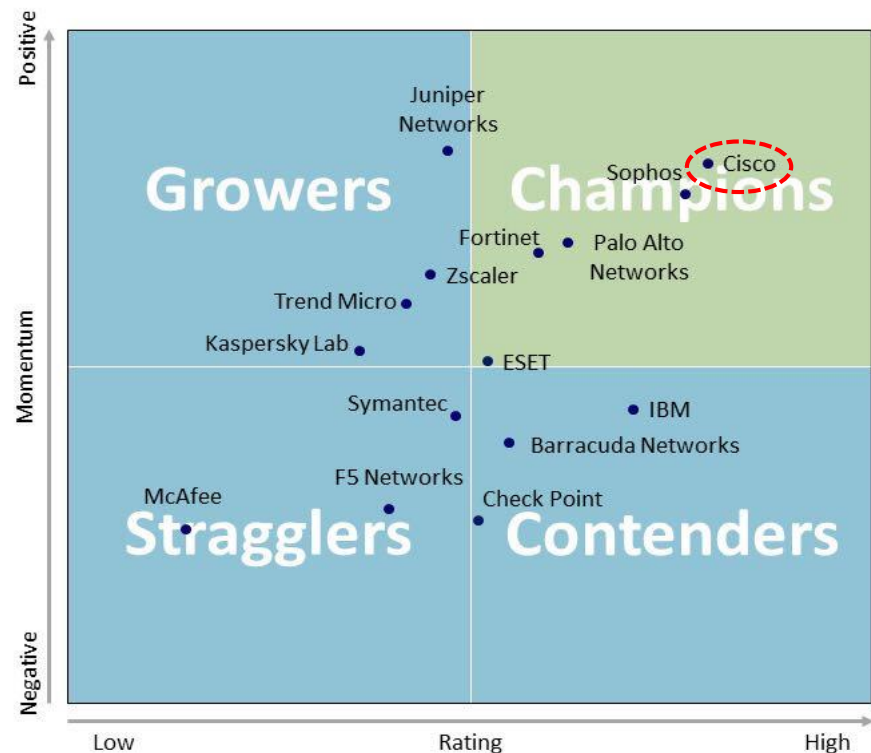 Positive
Juniper
Networks
Cisco
Sophos
Growers
Champions
Fortinet
Palo Alto
Networks
Zscaler
Trend Micro
Kaspersky Lab
ESET
Momentum
Symantec
IBM
Barracuda Networks
F5 Networks
McAfee
Check Point
Stragglers
Contenders
Negative
Low
Rating
High